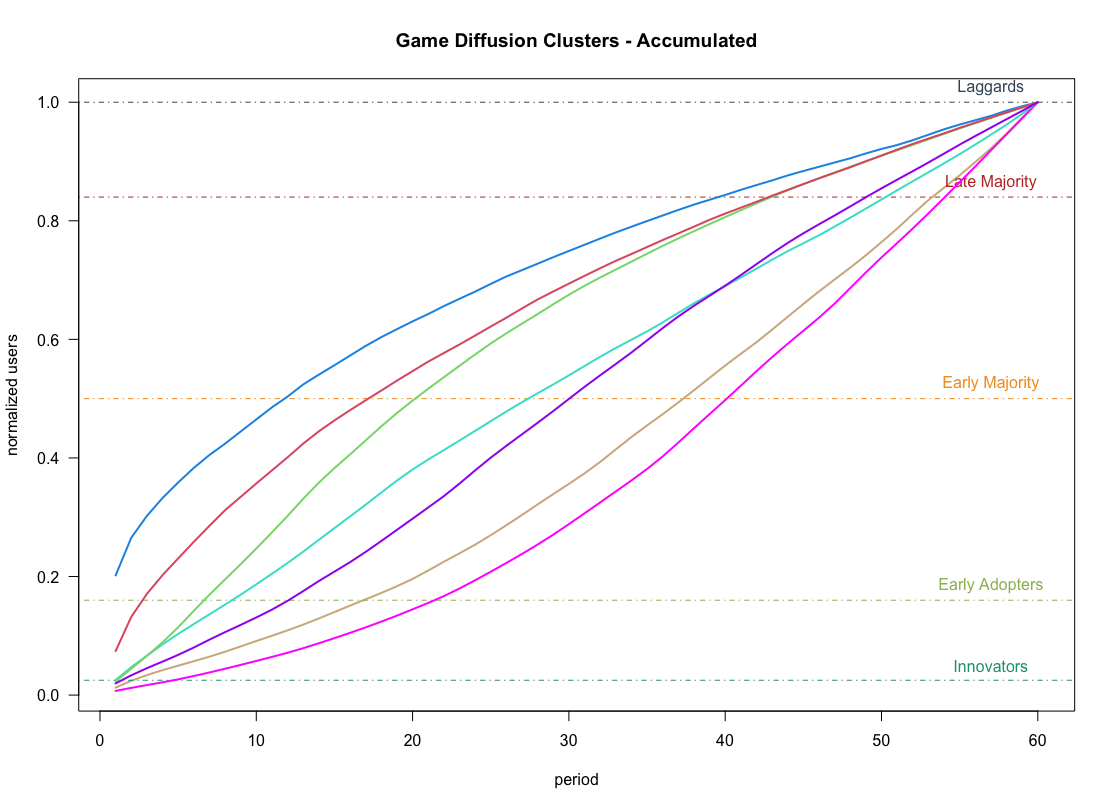 Game Diffusion Clusters - Accumulated
Laggards
Late Majority
Early Majority
Early Adopters
Innovators
normalized users
1.0
0.8
0.6
0.4
0.2
0.0
0 10 20 30 40 50 60
period